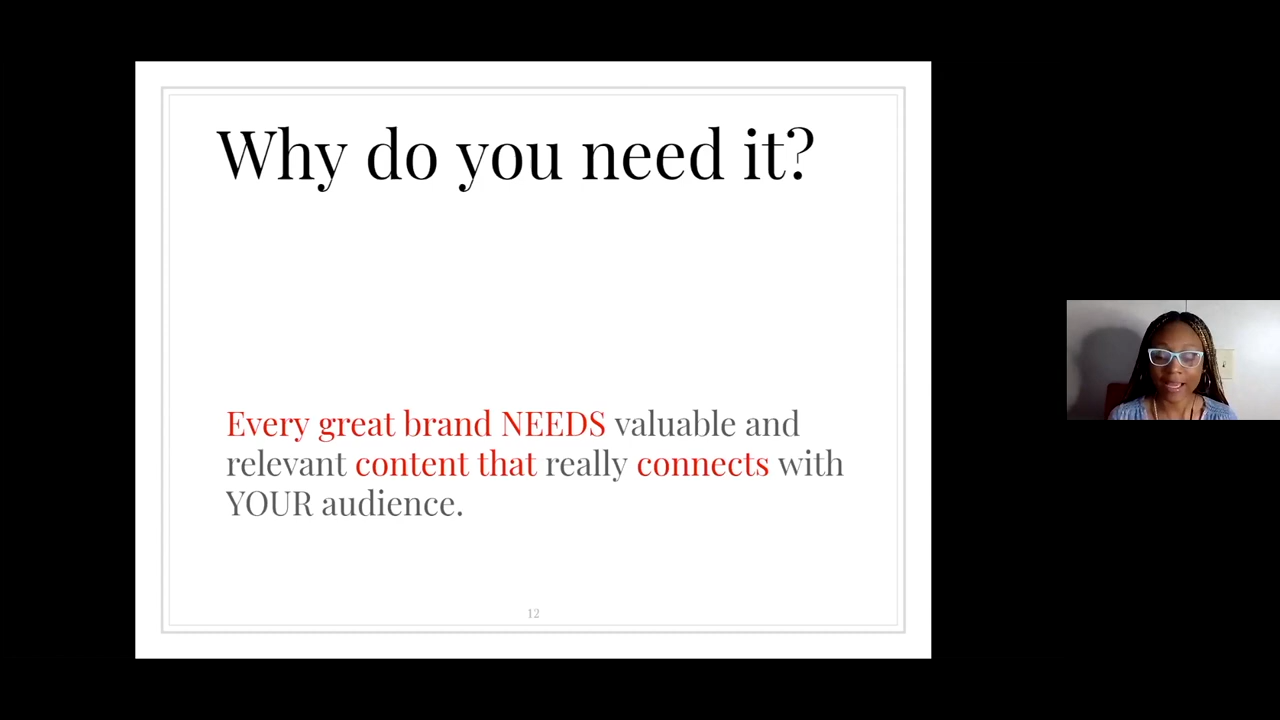 Why do you need it?
Every great brand NEEDS valuable and
relevant content that really connects with
YOUR audience.
12